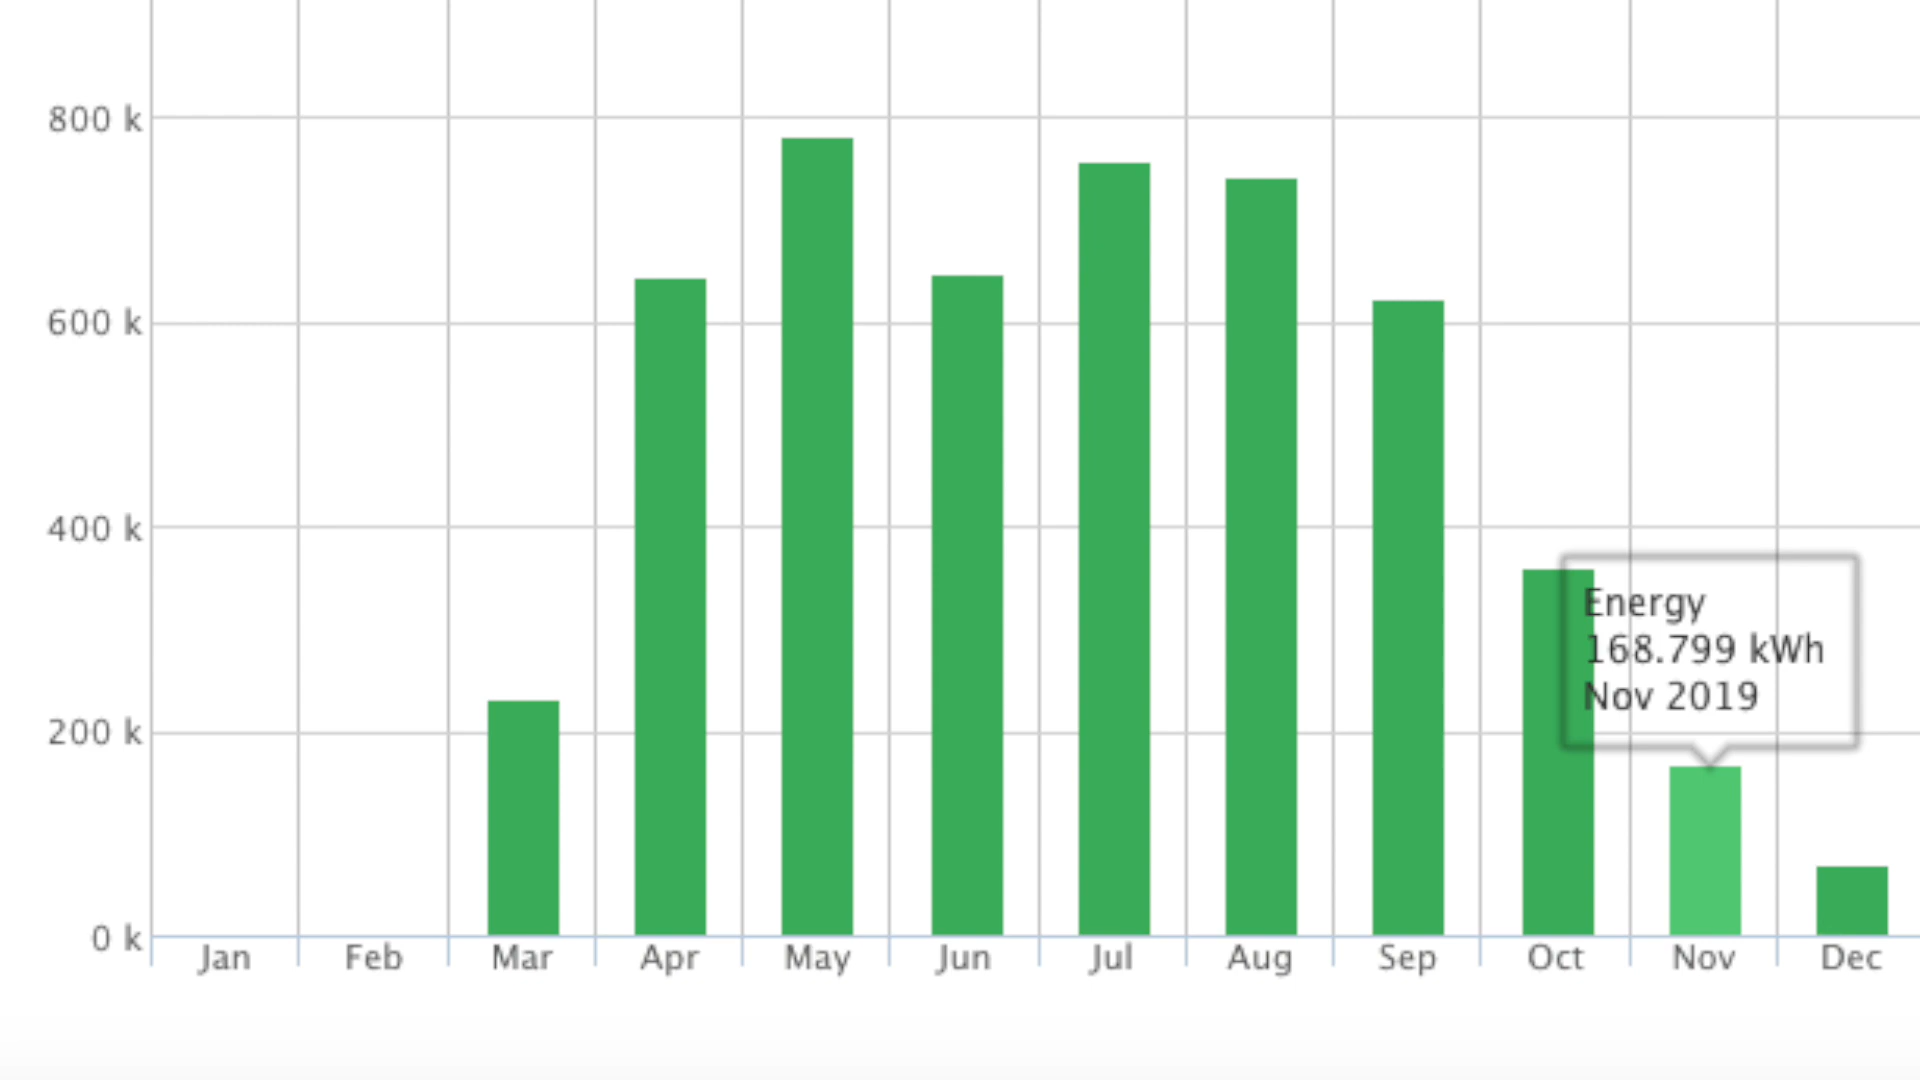 800 k
600 k
400 k
200 k
0 k
Energy
168.799 kWh
Nov 2019
Jan Feb Mar Apr May Jun Jul Aug Sep Oct Nov Dec